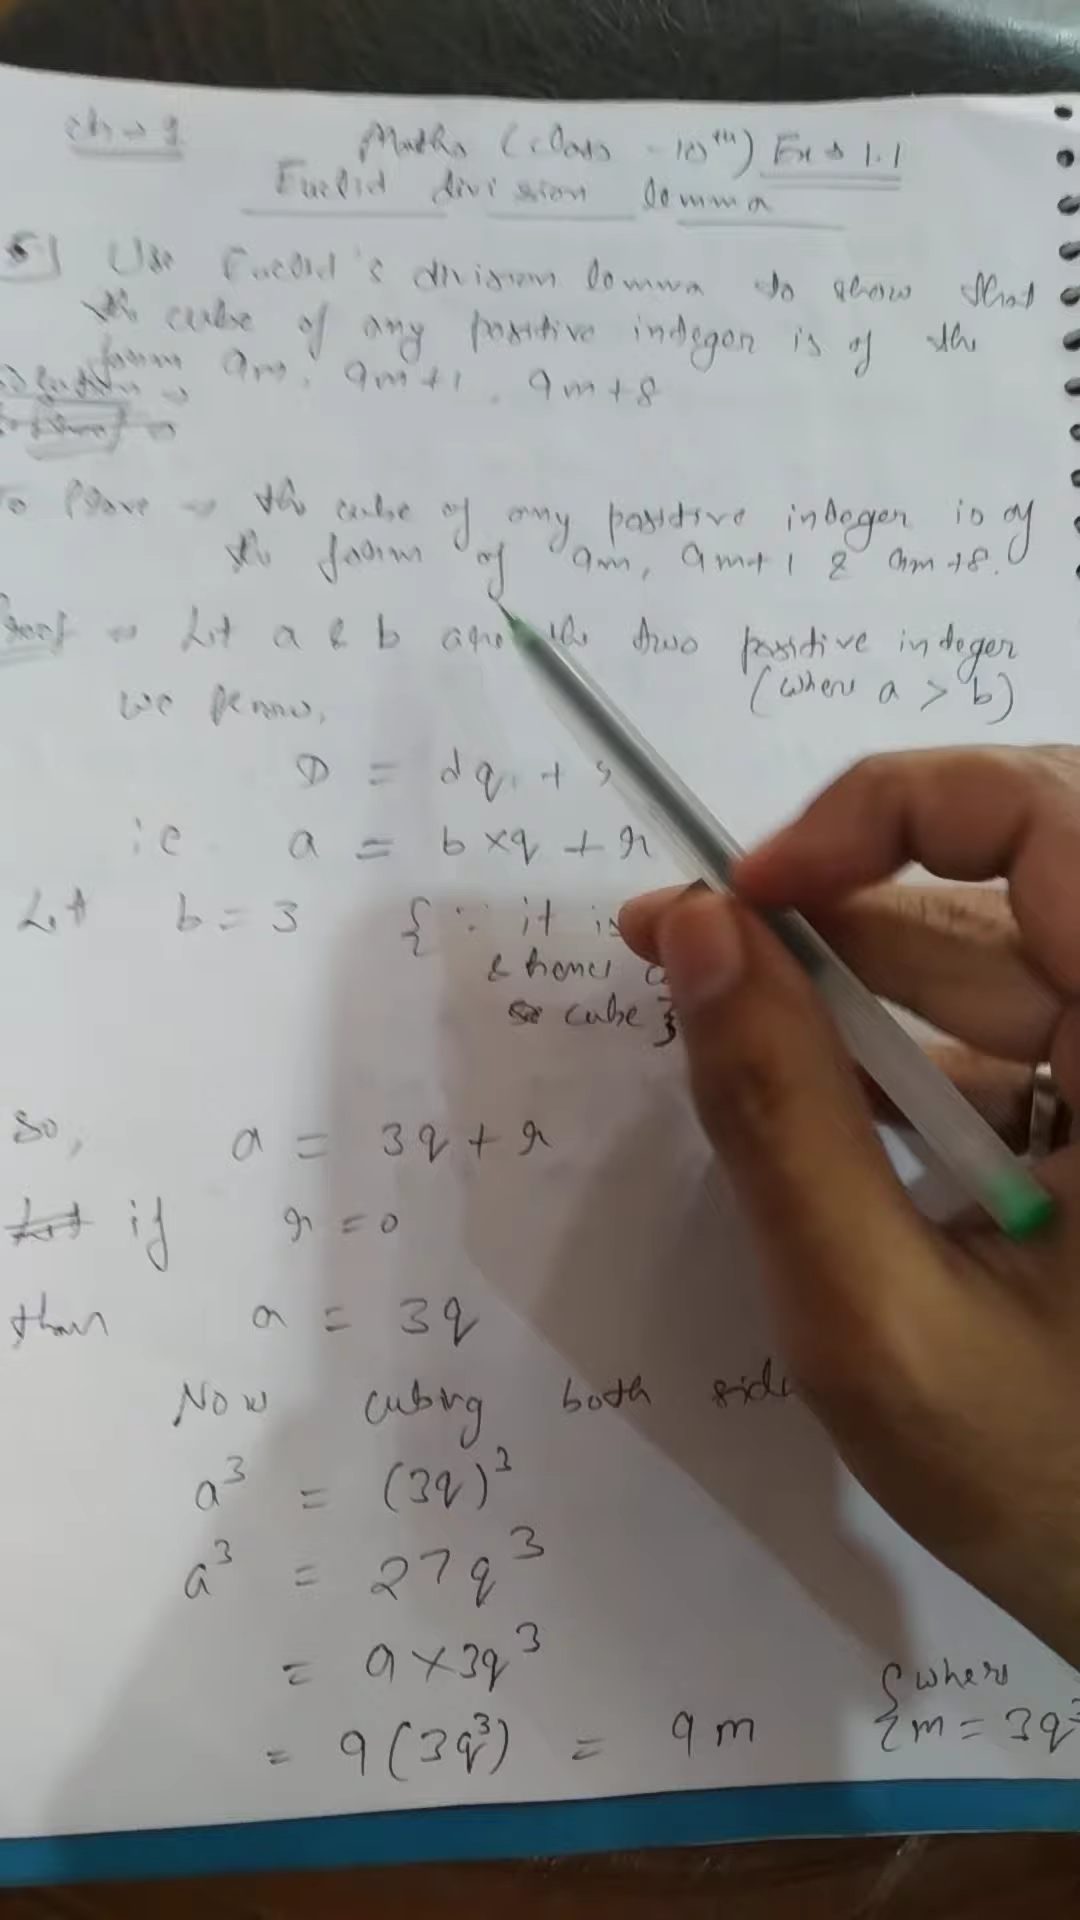 ch → 1
Maths (class - 10th) Ex → 1.1
Euclid division lemma
5] Use Euclid's division lemma to show that
the cube of any positive integer is of the
form 9m, 9m+1, 9m+8
Solution →
To Prove → the cube of any positive integer is of
the form of 9m, 9m+1 & 9m+8.
Proof → Let a & b are the two positive integer
(where a > b)
we know,
D = dq +
ie a = b×q + r
Let b = 3 {∵ it is
& hence
cube}
So, a = 3q + r
Let if r = 0
then a = 3q
Now cubing both side
a³ = (3q)³
a³ = 27q³
= 9×3q³
= 9(3q³) = 9m {where
m = 3q³